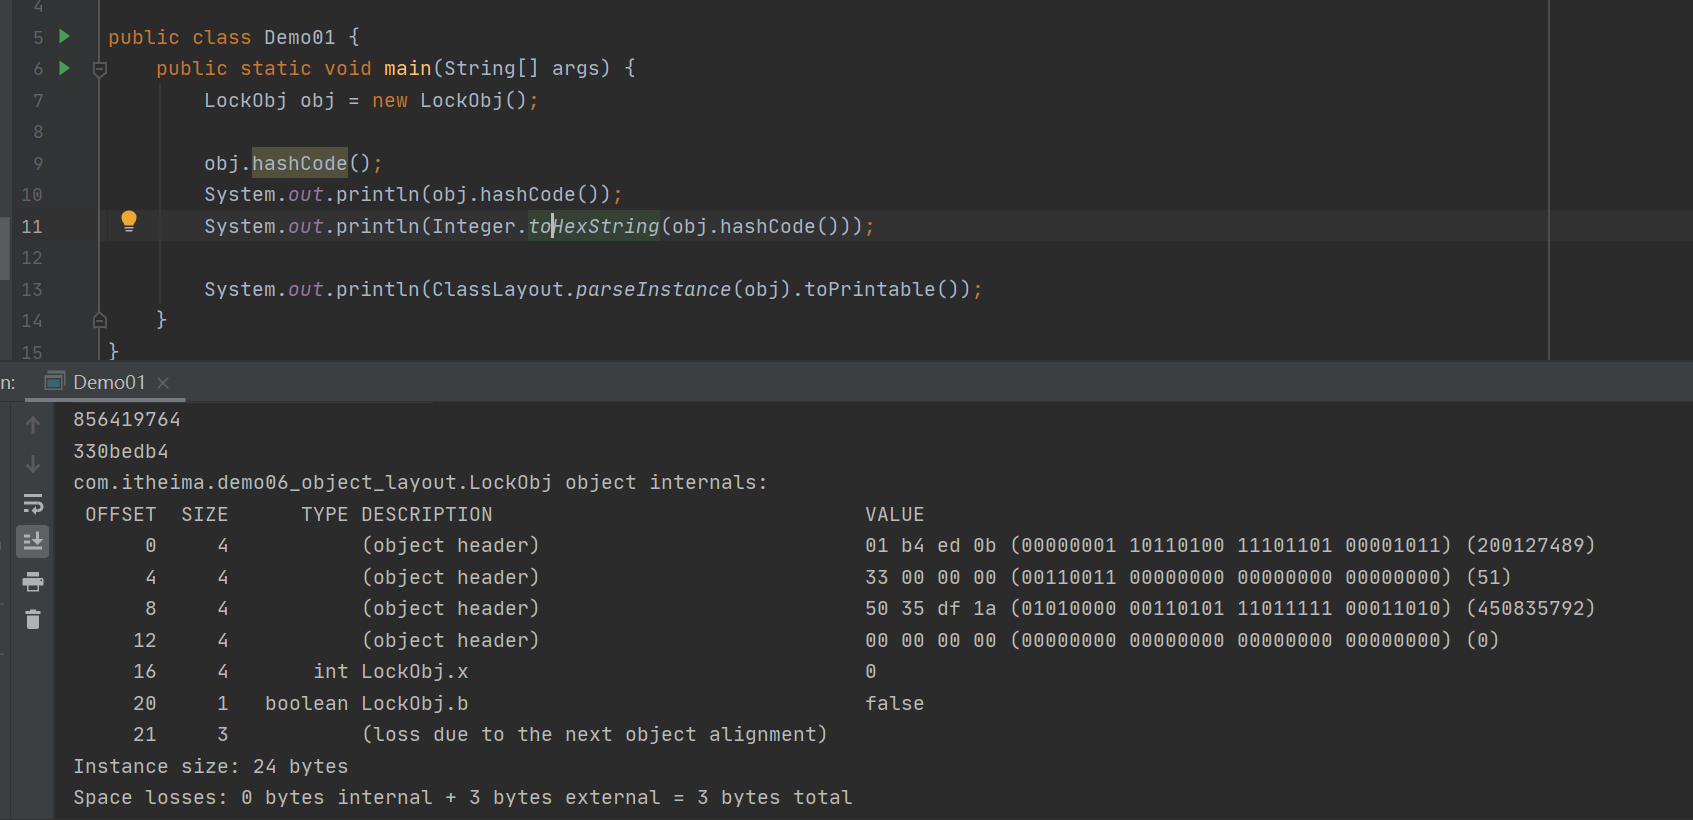 4
5 public class Demo01 {
6 public static void main(String[] args) {
7 LockObj obj = new LockObj();
8
9 obj.hashCode();
10 System.out.println(obj.hashCode());
11 System.out.println(Integer.toHexString(obj.hashCode()));
12
13 System.out.println(ClassLayout.parseInstance(obj).toPrintable());
14 }
15 }
n: Demo01
856419764
330bedb4
com.itheima.demo06_object_layout.LockObj object internals:
OFFSET SIZE TYPE DESCRIPTION VALUE
0 4 (object header) 01 b4 ed 0b (00000001 10110100 11101101 00001011) (200127489)
4 4 (object header) 33 00 00 00 (00110011 00000000 00000000 00000000) (51)
8 4 (object header) 50 35 df 1a (01010000 00110101 11011111 00011010) (450835792)
12 4 (object header) 00 00 00 00 (00000000 00000000 00000000 00000000) (0)
16 4 int LockObj.x 0
20 1 boolean LockObj.b false
21 3 (loss due to the next object alignment)
Instance size: 24 bytes
Space losses: 0 bytes internal + 3 bytes external = 3 bytes total